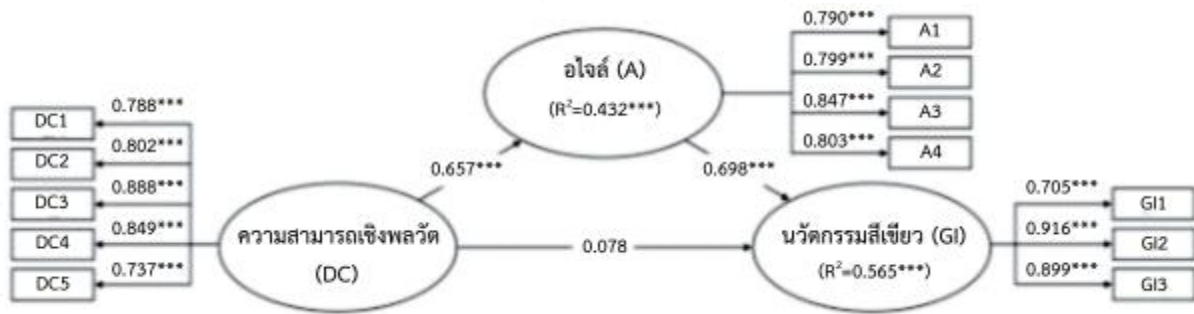 0.790***
A1
0.799***
A2
0.847***
A3
0.803***
A4
อไจล์ (A)
(R²=0.432***)
0.788***
DC1
0.802***
DC2
0.888***
DC3
0.849***
DC4
0.737***
DC5
0.657***
0.698***
ความสามารถเชิงพลวัต
(DC)
0.078
นวัตกรรมสีเขียว (GI)
(R²=0.565***)
0.705***
GI1
0.916***
GI2
0.899***
GI3